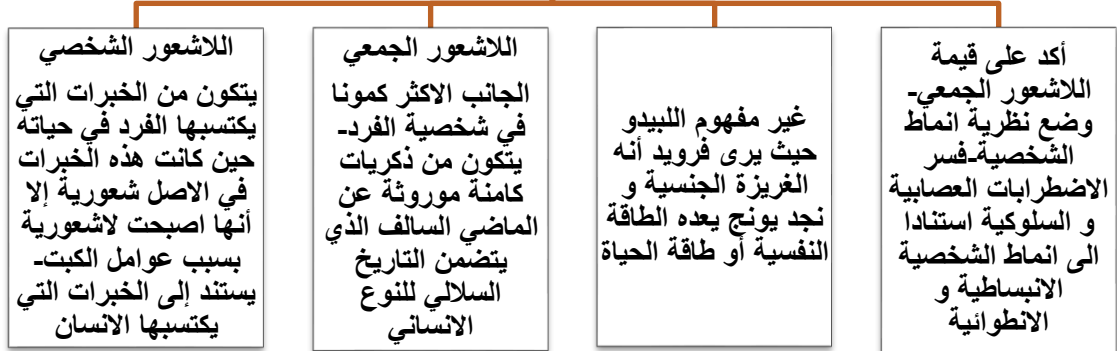 أكد على قيمة
اللاشعور الجمعي-
وضع نظرية انماط
الشخصية-فسر
الاضطرابات العصابية
و السلوكية استنادا
الى انماط الشخصية
الانبساطية و
الانطوائية
غير مفهوم اللبيدو
حيث يرى فرويد أنه
الغريزة الجنسية و
نجد يونج يعده الطاقة
النفسية أو طاقة الحياة
اللاشعور الجمعي
الجانب الاكثر كمونا
في شخصية الفرد-
يتكون من ذكريات
كامنة موروثة عن
الماضي السالف الذي
يتضمن التاريخ
السلالي للنوع
الانساني
اللاشعور الشخصي
يتكون من الخبرات التي
يكتسبها الفرد في حياته
حين كانت هذه الخبرات
في الاصل شعورية إلا
أنها اصبحت لاشعورية
بسبب عوامل الكبت-
يستند إلى الخبرات التي
يكتسبها الانسان